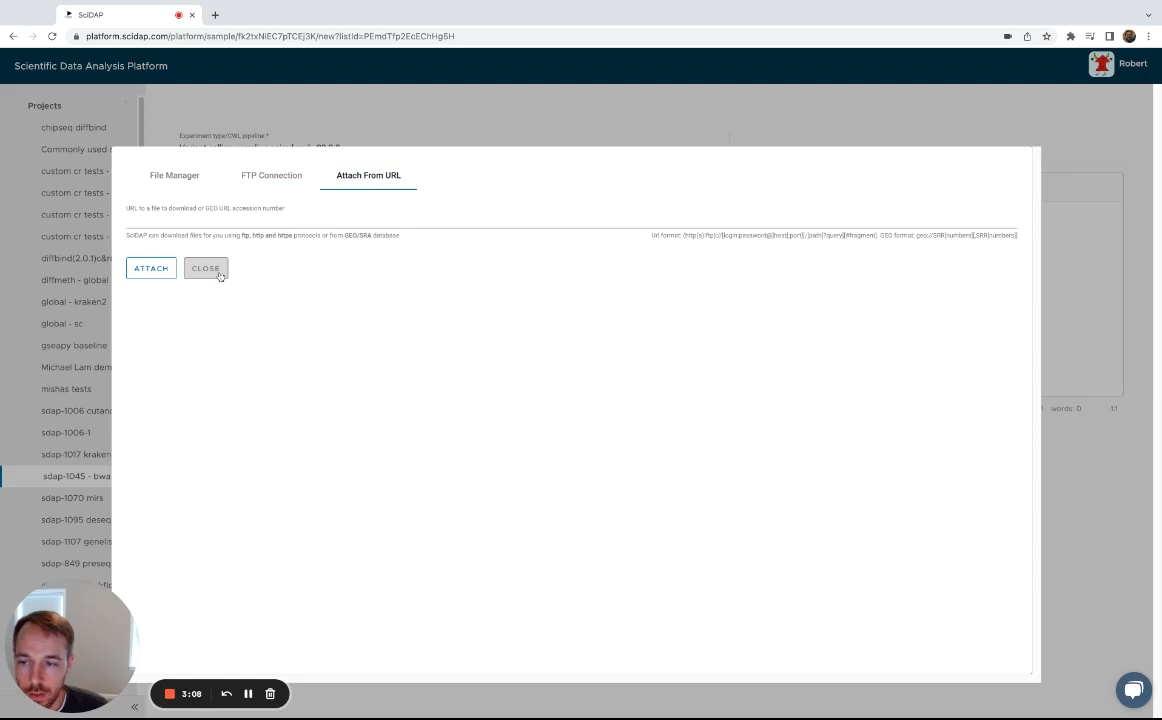 SciDAP
platform.scidap.com/platform/sample/fk2txNiEC7pTCEj3K/new?listId=PEmdTfp2EcEChHg5H
Scientific Data Analysis Platform
Robert
Projects
chipseq diffbind
Commonly used s
custom cr tests -
custom cr tests -
custom cr tests -
custom cr tests -
diffbind(2.0.1)c&r
diffmeth - global
global - kraken2
global - sc
gseapy baseline
Michael Lam dem
mishas tests
sdap-1006 cutanc
sdap-1006-1
sdap-1017 kraken
sdap-1045 - bwa
sdap-1070 mirs
sdap-1095 deseq
sdap-1107 genelis
sdap-849 preseq
Experiment type/CWL pipeline *
File Manager
FTP Connection
Attach From URL
URL to a file to download or GEO URL accession number
SciDAP can download files for you using ftp, http and https protocols or from GEO/SRA database.
Url format: (http[s]|ftp)://[login:password@]host[:port][/]path[?query][#fragment]. GEO format: geo://SRR[numbers][,SRR[numbers]]
ATTACH
CLOSE
words: 0
1:1
3:08